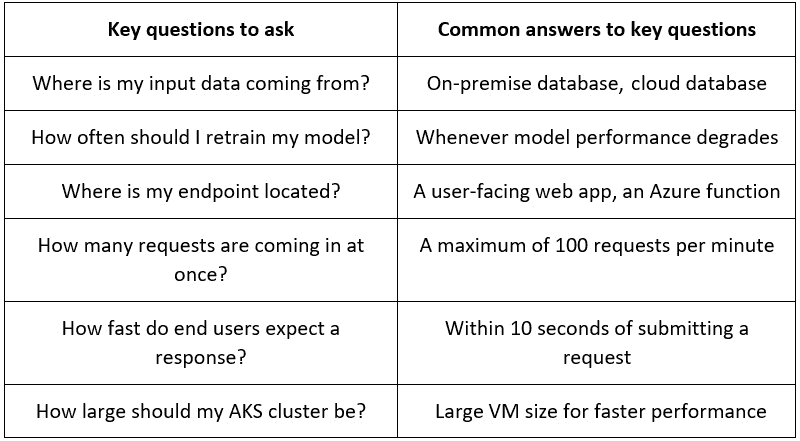 Key questions to ask
Common answers to key questions
Where is my input data coming from?
On-premise database, cloud database
How often should I retrain my model?
Whenever model performance degrades
Where is my endpoint located?
A user-facing web app, an Azure function
How many requests are coming in at
once?
A maximum of 100 requests per minute
How fast do end users expect a
response?
Within 10 seconds of submitting a
request
How large should my AKS cluster be?
Large VM size for faster performance